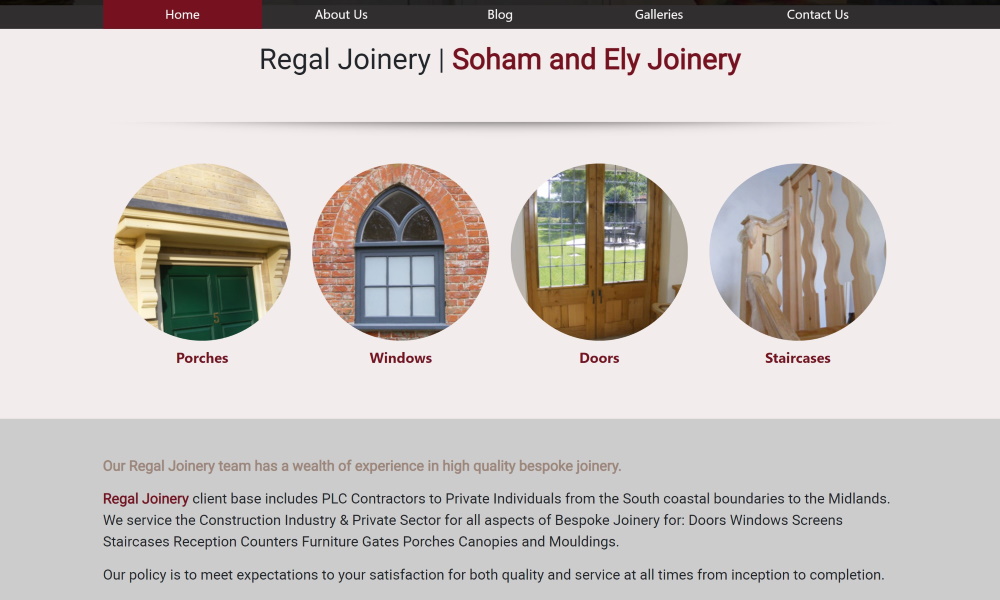 Home About Us Blog Galleries Contact Us
Regal Joinery | Soham and Ely Joinery
5
Porches Windows Doors Staircases
Our Regal Joinery team has a wealth of experience in high quality bespoke joinery.
Regal Joinery client base includes PLC Contractors to Private Individuals from the South coastal boundaries to the Midlands.
We service the Construction Industry & Private Sector for all aspects of Bespoke Joinery for: Doors Windows Screens
Staircases Reception Counters Furniture Gates Porches Canopies and Mouldings.
Our policy is to meet expectations to your satisfaction for both quality and service at all times from inception to completion.